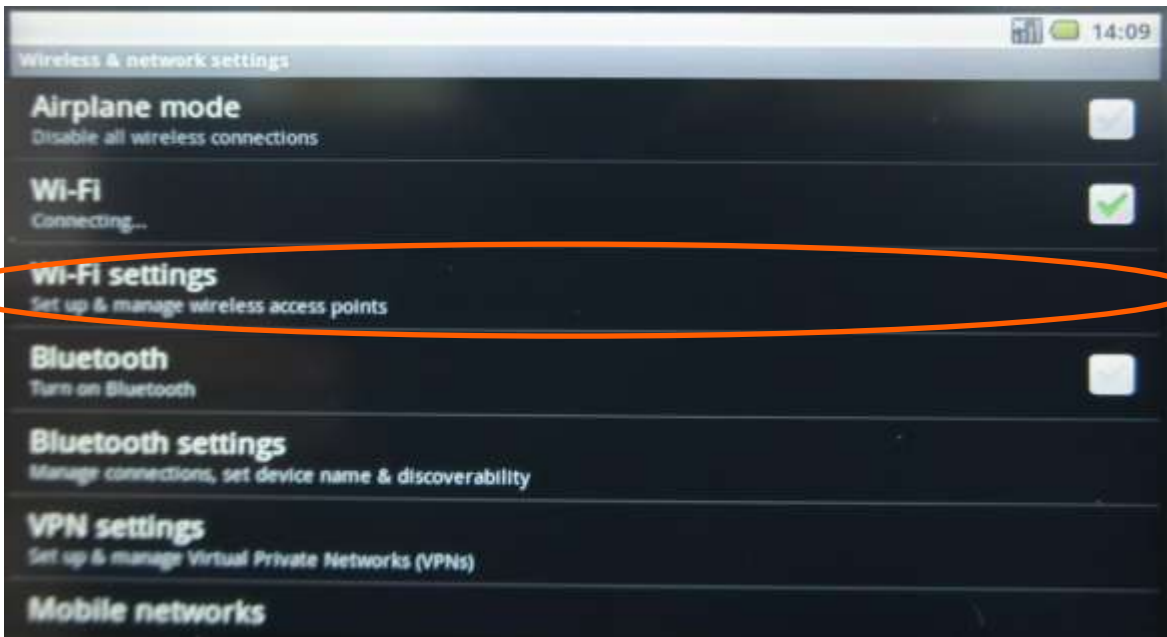 14:09
Wireless & network settings
Airplane mode
Disable all wireless connections
Wi-Fi
Connecting...
Wi-Fi settings
Set up & manage wireless access points
Bluetooth
Turn on Bluetooth
Bluetooth settings
Manage connections, set device name & discoverability
VPN settings
Set up & manage Virtual Private Networks (VPNs)
Mobile networks